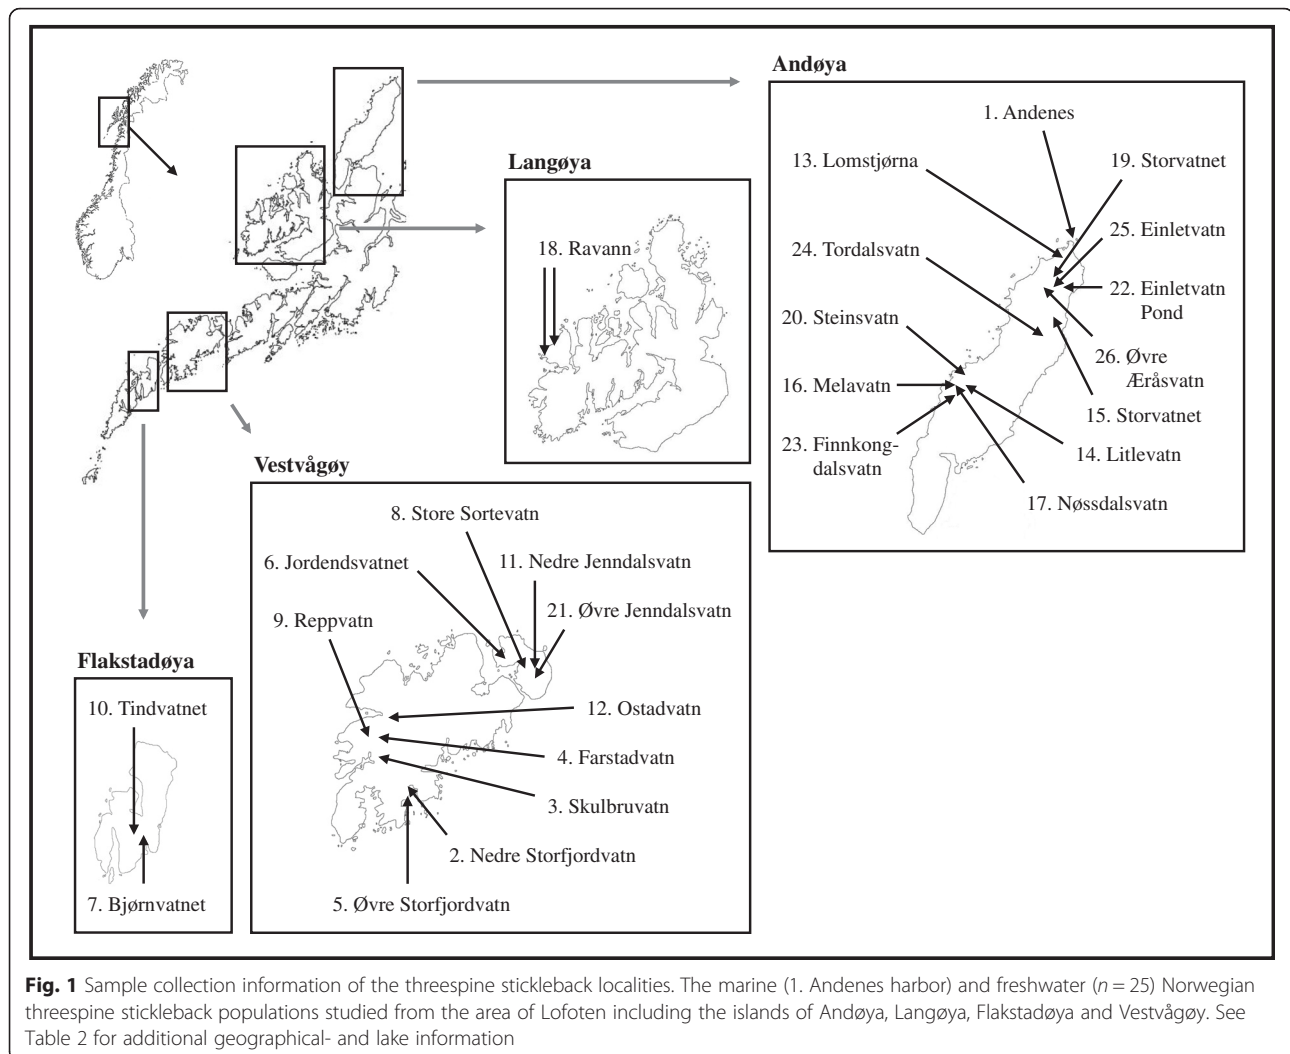 Andøya
1. Andenes
13. Lomstjørna
19. Storvatnet
25. Einletvatn
24. Tordalsvatn
22. Einletvatn
Pond
20. Steinsvatn
26. Øvre
Æråsvatn
16. Melavatn
15. Storvatnet
23. Finnkong-
dalsvatn
14. Litlevatn
17. Nøssdalsvatn
Langøya
18. Ravann
Vestvågøy
8. Store Sortevatn
6. Jordendsvatnet
11. Nedre Jenndalsvatn
9. Reppvatn
21. Øvre Jenndalsvatn
12. Ostadvatn
4. Farstadvatn
3. Skulbruvatn
2. Nedre Storfjordvatn
5. Øvre Storfjordvatn
Flakstadøya
10. Tindvatnet
7. Bjørnvatnet
Fig. 1 Sample collection information of the threespine stickleback localities. The marine (1. Andenes harbor) and freshwater (n = 25) Norwegian
threespine stickleback populations studied from the area of Lofoten including the islands of Andøya, Langøya, Flakstadøya and Vestvågøy. See
Table 2 for additional geographical- and lake information